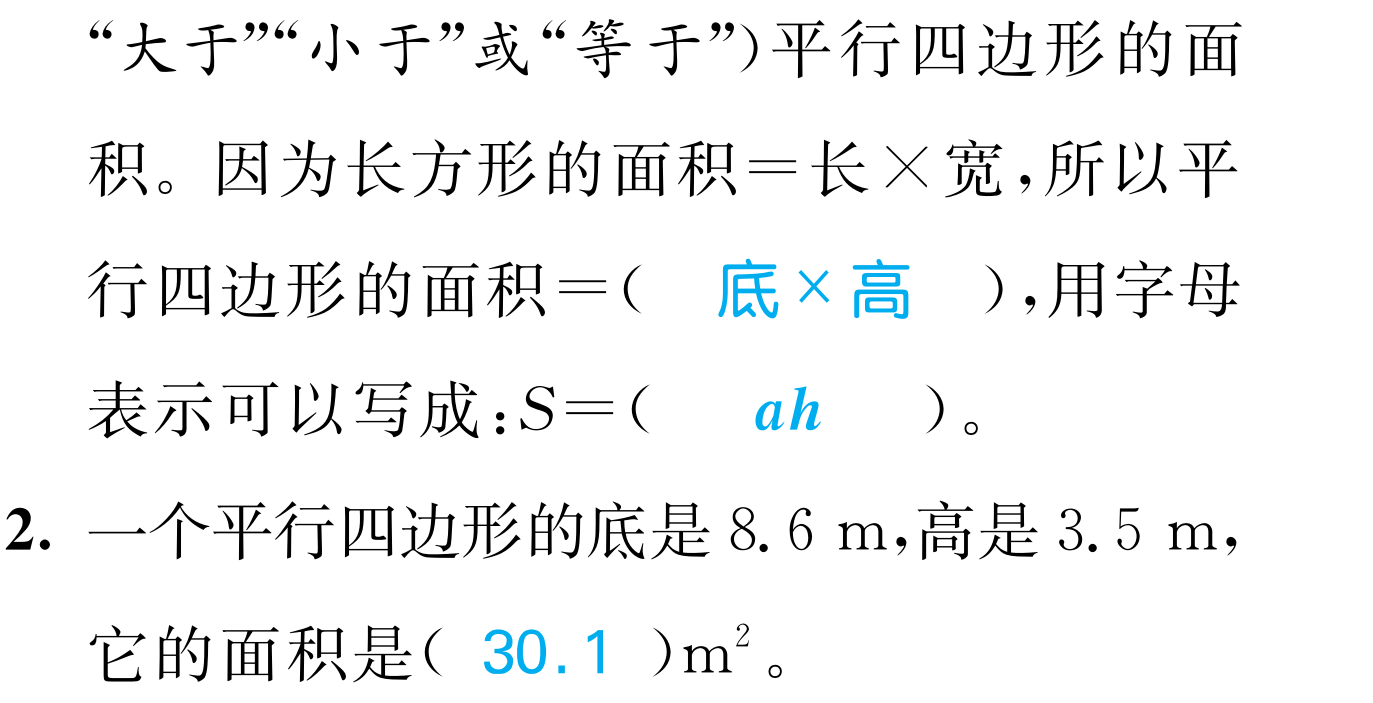 “大于”“小于”或“等于”)平行四边形的面
积。因为长方形的面积=长×宽,所以平
行四边形的面积=( 底×高 ),用字母
表示可以写成:S=( ah )。
2. 一个平行四边形的底是 8.6 m,高是 3.5 m,
它的面积是( 30.1 )m²。